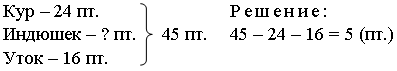 Кур – 24 пт.
Индюшек – ? пт.
Уток – 16 пт.
45 пт.
Решение:
45 – 24 – 16 = 5 (пт.)